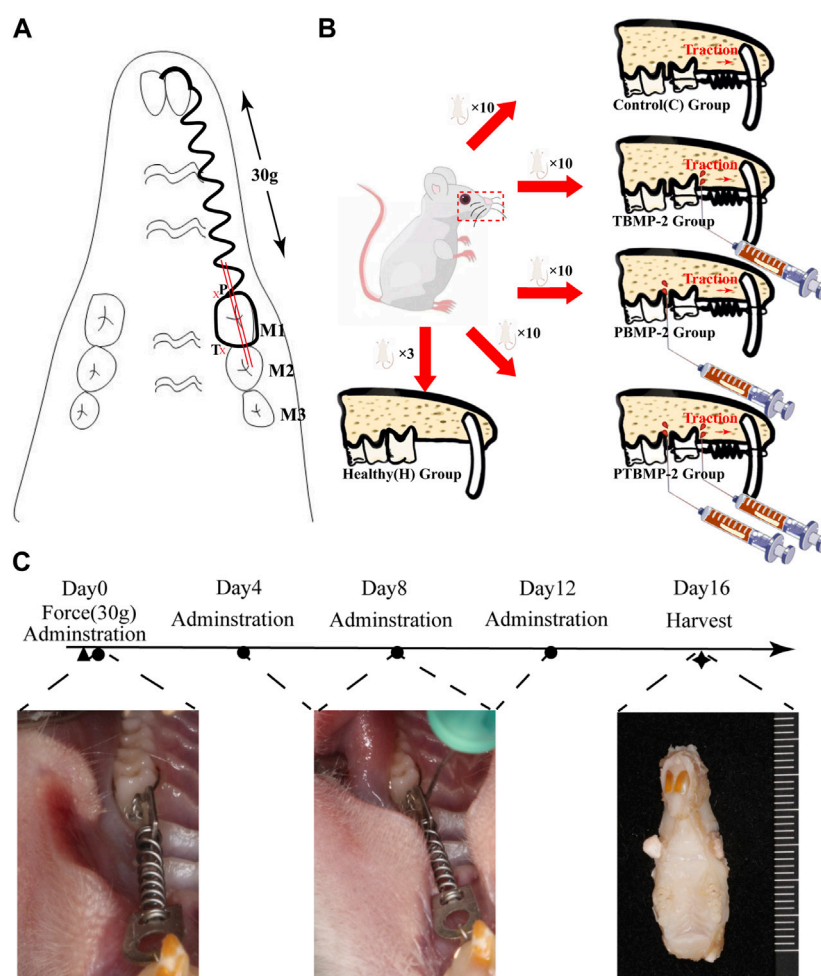 A
30g
xP
M1
Tx
M2
M3
B
×10
×10
×10
×10
×3
Traction
Control(C) Group
Traction
TBMP-2 Group
Traction
PBMP-2 Group
Traction
PTBMP-2 Group
Healthy(H) Group
C
Day0
Force(30g)
Adminstration
Day4
Adminstration
Day8
Adminstration
Day12
Adminstration
Day16
Harvest